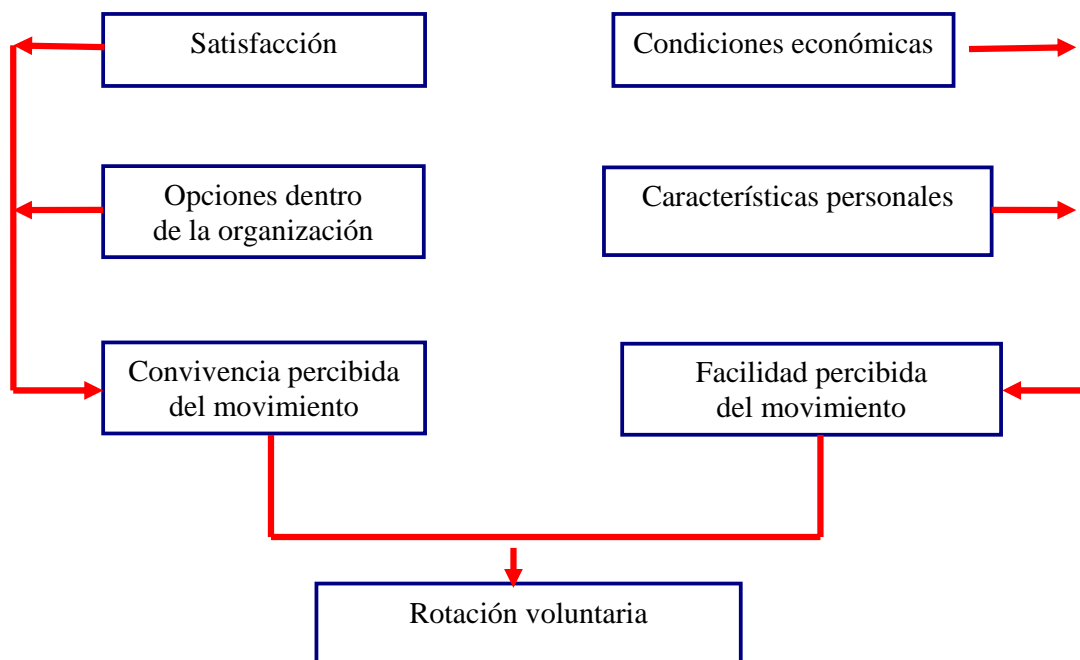 Satisfacción
Condiciones económicas
Opciones dentro
de la organización
Características personales
Convivencia percibida
del movimiento
Facilidad percibida
del movimiento
Rotación voluntaria